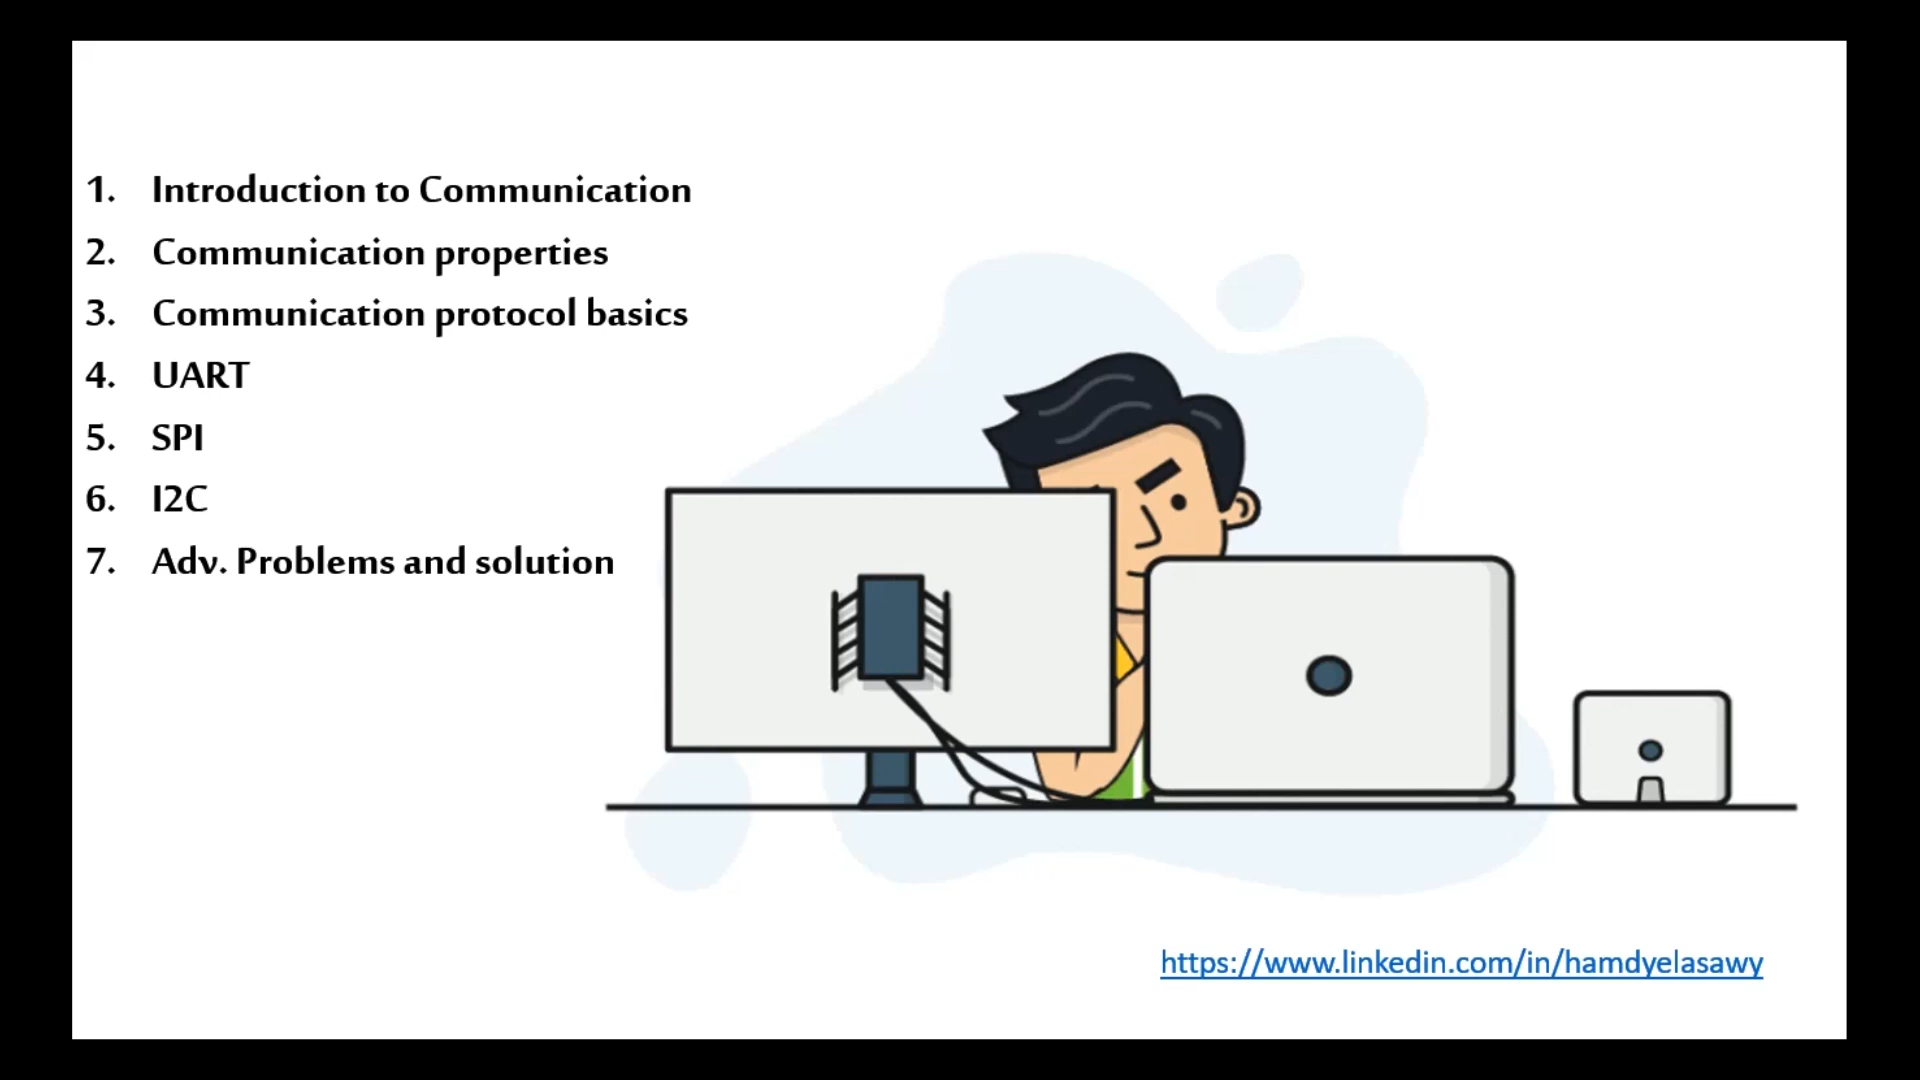 1. Introduction to Communication
2. Communication properties
3. Communication protocol basics
4. UART
5. SPI
6. I2C
7. Adv. Problems and solution
https://www.linkedin.com/in/hamdyelasawy